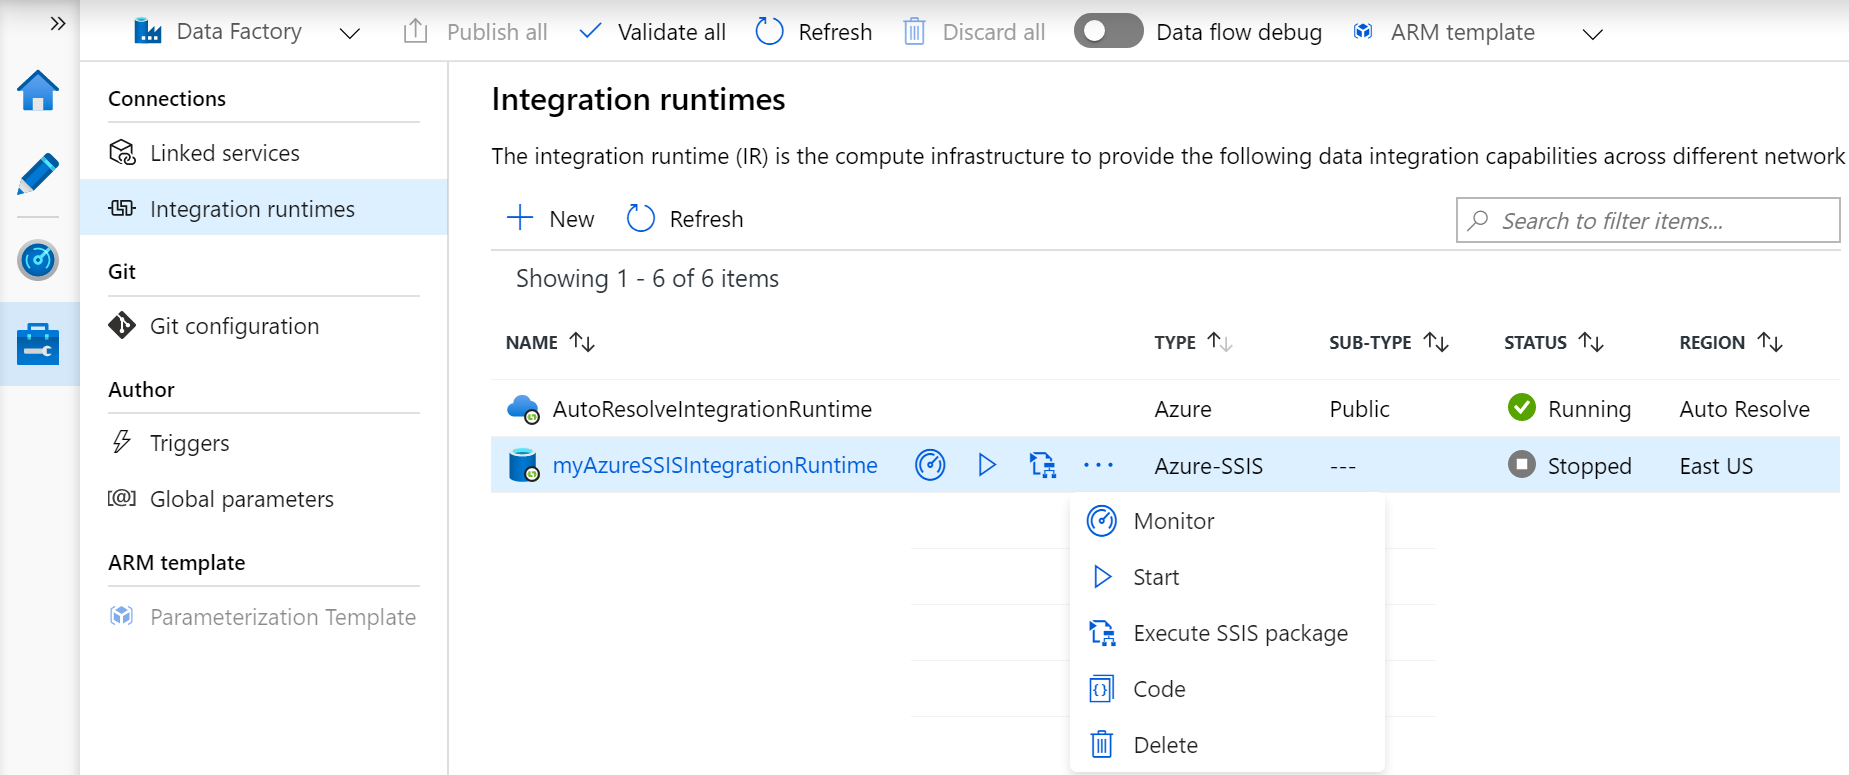 Data Factory Publish all Validate all Refresh Discard all Data flow debug ARM template
Connections
Linked services
Integration runtimes
Git
Git configuration
Author
Triggers
Global parameters
ARM template
Parameterization Template
Integration runtimes
The integration runtime (IR) is the compute infrastructure to provide the following data integration capabilities across different network
New Refresh Search to filter items...
Showing 1 - 6 of 6 items
NAME TYPE SUB-TYPE STATUS REGION
AutoResolveIntegrationRuntime Azure Public Running Auto Resolve
myAzureSSISIntegrationRuntime Azure-SSIS --- Stopped East US
Monitor
Start
Execute SSIS package
Code
Delete